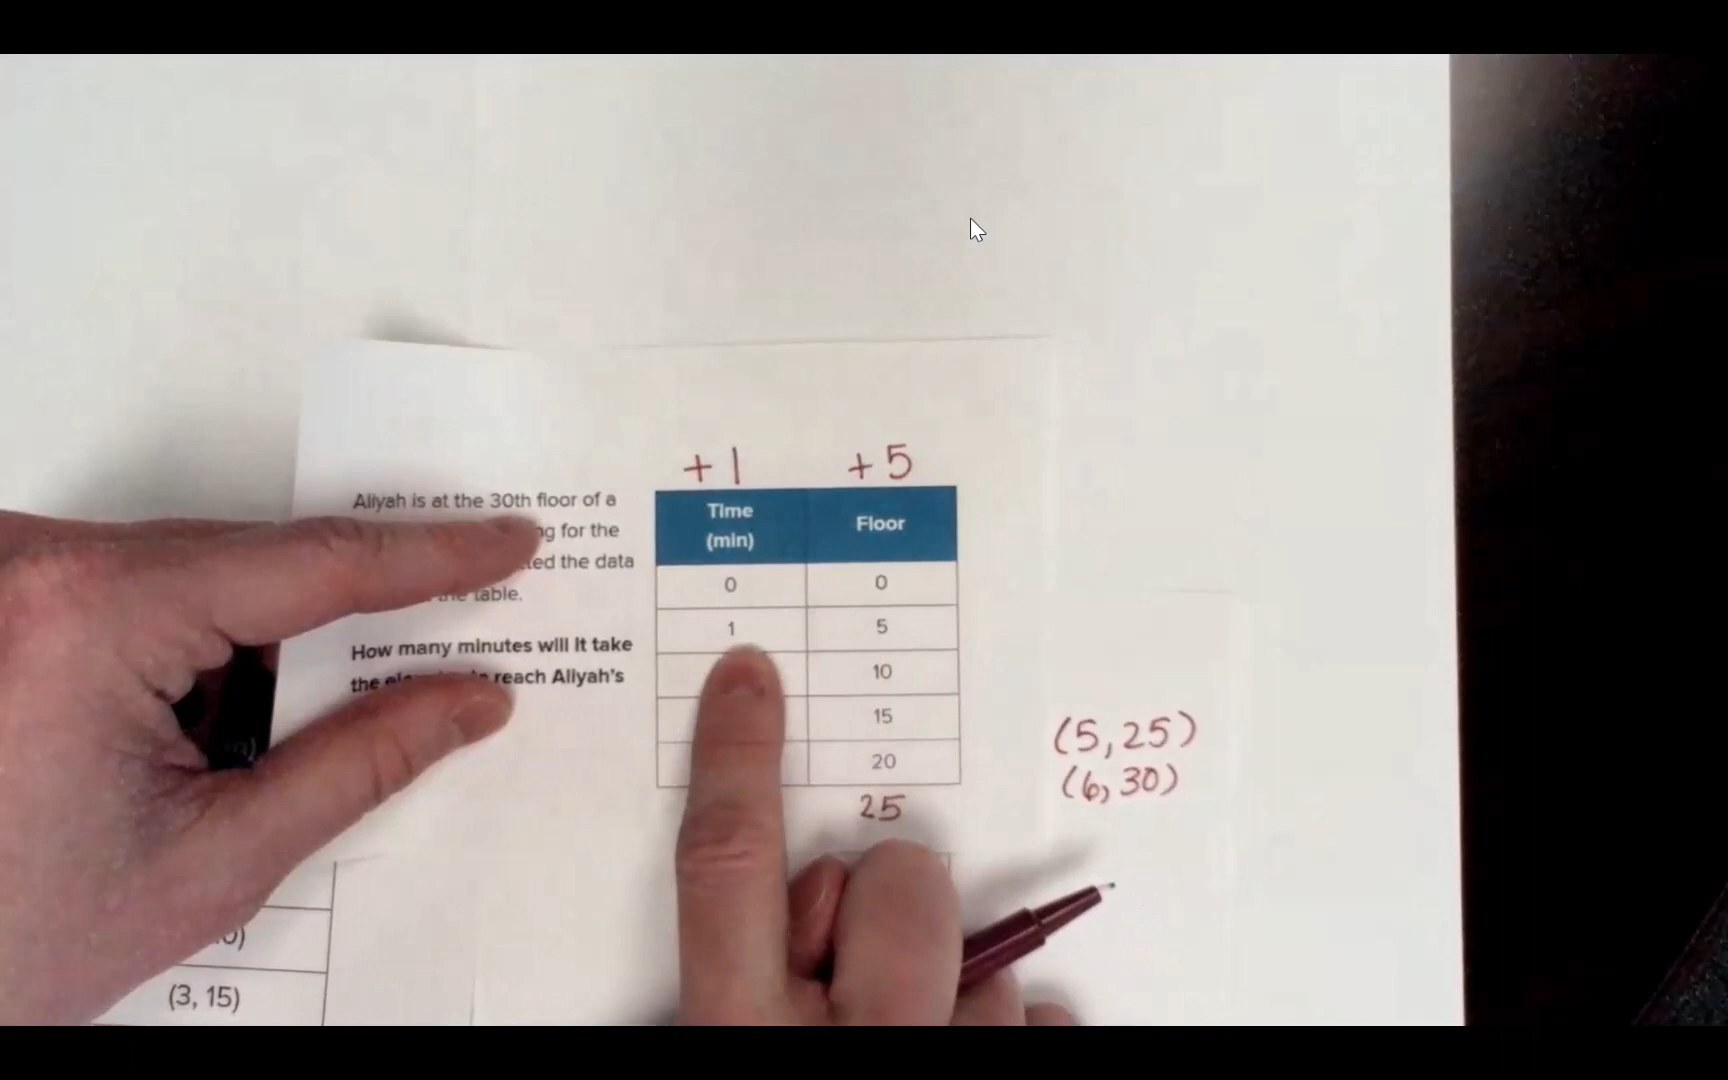 +1 +5
Aliyah is at the 30th floor of a
for the
the data
table.
How many minutes will it take
the reach Aliyah's
Time
(min)
Floor
0 0
1 5
10
15
20
25
(5,25)
(6,30)
(3, 15)